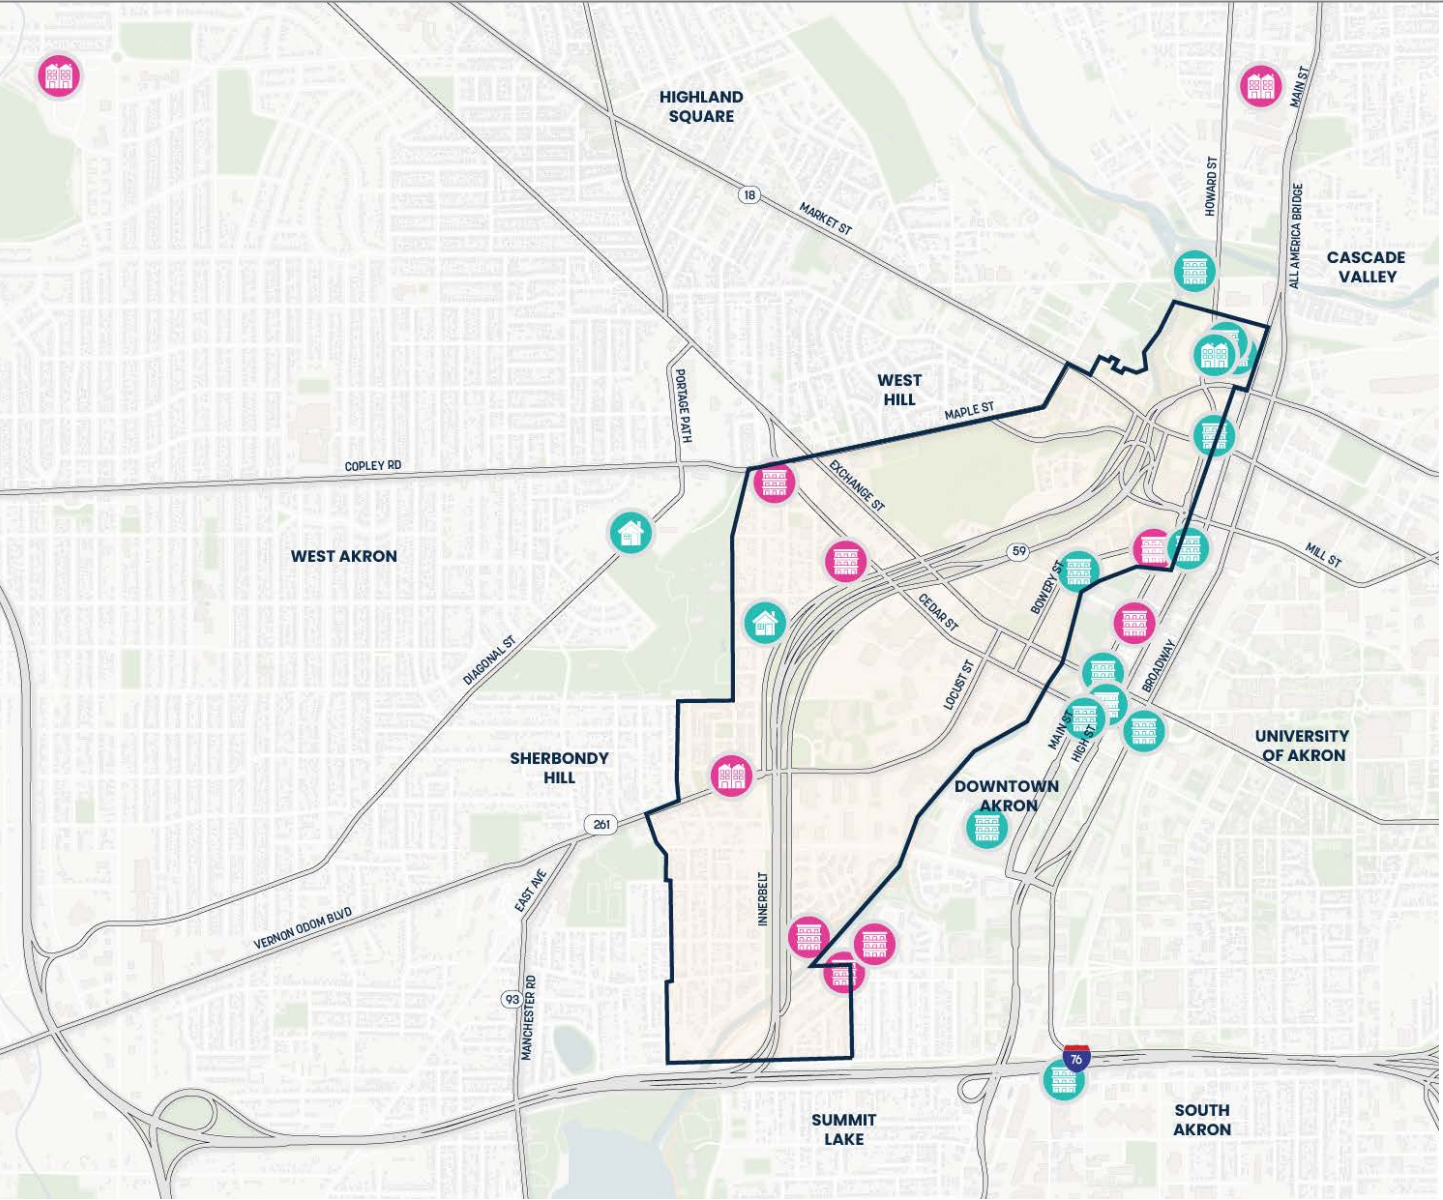 HIGHLAND
SQUARE
MAIN ST
HOWARD ST
18
MARKET ST
ALL AMERICA BRIDGE
CASCADE
VALLEY
WEST
HILL
PORTAGE PATH
MAPLE ST
COPLEY RD
EXCHANGE ST
WEST AKRON
59
MILL ST
BOWERY ST
CEDAR ST
DIAGONAL ST
LOCUST ST
BROADWAY
MAIN ST
HIGH ST
UNIVERSITY
OF AKRON
SHERBONDY
HILL
DOWNTOWN
AKRON
261
EAST AVE
INNERBELT
VERNON ODOM BLVD
93
MANCHESTER RD
76
SUMMIT
LAKE
SOUTH
AKRON